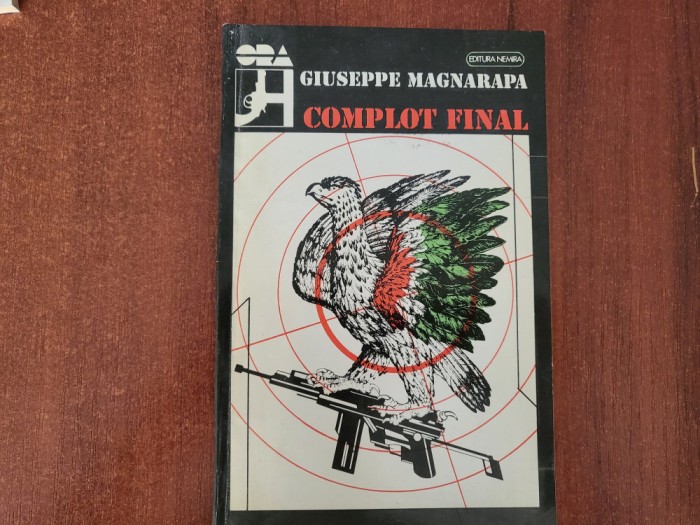 ORA
H
EDITURA NEMIRA
GIUSEPPE MAGNARAPA
COMPLOT FINAL